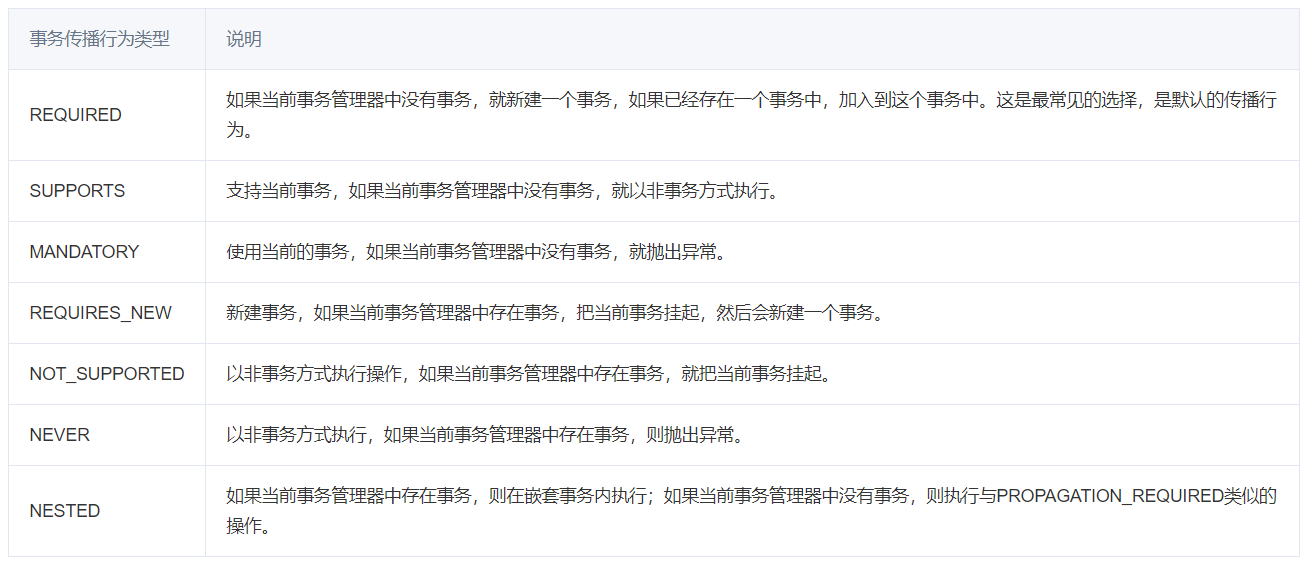 事务传播行为类型 说明
REQUIRED 如果当前事务管理器中没有事务，就新建一个事务，如果已经存在一个事务中，加入到这个事务中。这是最常见的选择，是默认的传播行
为。
SUPPORTS 支持当前事务，如果当前事务管理器中没有事务，就以非事务方式执行。
MANDATORY 使用当前的事务，如果当前事务管理器中没有事务，就抛出异常。
REQUIRES_NEW 新建事务，如果当前事务管理器中存在事务，把当前事务挂起，然后会新建一个事务。
NOT_SUPPORTED 以非事务方式执行操作，如果当前事务管理器中存在事务，就把当前事务挂起。
NEVER 以非事务方式执行，如果当前事务管理器中存在事务，则抛出异常。
NESTED 如果当前事务管理器中存在事务，则在嵌套事务内执行；如果当前事务管理器中没有事务，则执行与PROPAGATION_REQUIRED类似的
操作。